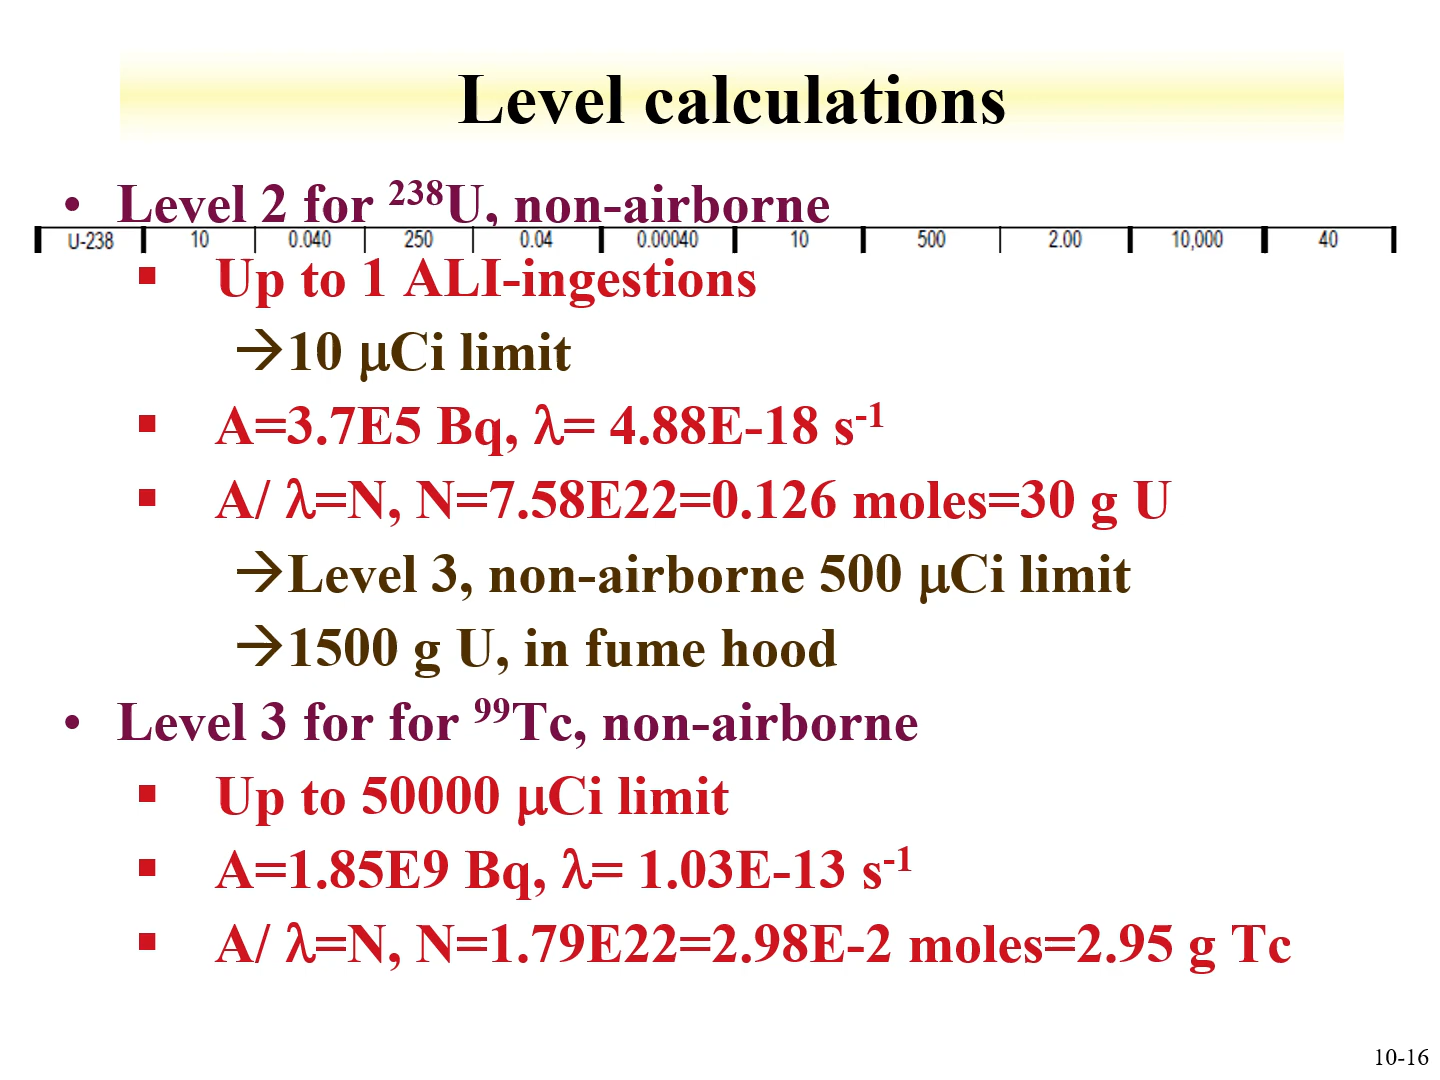 Level calculations
• Level 2 for ²³⁸U, non-airborne
U-238 10 0.040 250 0.04 0.00040 10 500 2.00 10,000 40
▪ Up to 1 ALI-ingestions
→10 μCi limit
▪ A=3.7E5 Bq, λ= 4.88E-18 s⁻¹
▪ A/ λ=N, N=7.58E22=0.126 moles=30 g U
→Level 3, non-airborne 500 μCi limit
→1500 g U, in fume hood
• Level 3 for for ⁹⁹Tc, non-airborne
▪ Up to 50000 μCi limit
▪ A=1.85E9 Bq, λ= 1.03E-13 s⁻¹
▪ A/ λ=N, N=1.79E22=2.98E-2 moles=2.95 g Tc
10-16